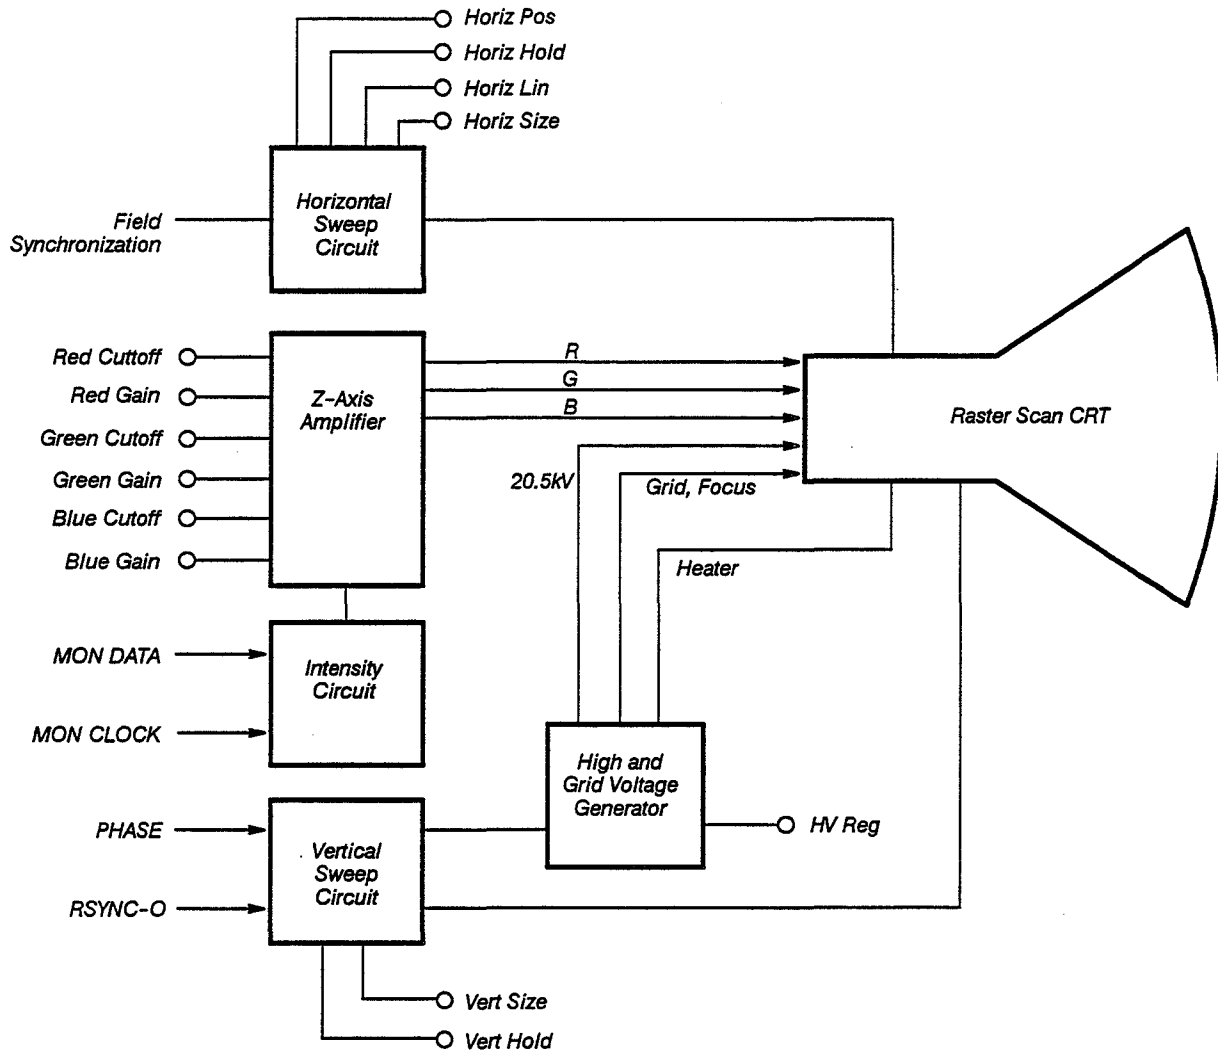 Horiz Pos
Horiz Hold
Horiz Lin
Horiz Size
Horizontal
Sweep
Circuit
Field
Synchronization
Red Cuttoff
Red Gain
Green Cutoff
Green Gain
Blue Cutoff
Blue Gain
Z-Axis
Amplifier
R
G
B
20.5kV
Grid, Focus
Heater
Raster Scan CRT
MON DATA
MON CLOCK
Intensity
Circuit
High and
Grid Voltage
Generator
HV Reg
PHASE
RSYNC-O
Vertical
Sweep
Circuit
Vert Size
Vert Hold